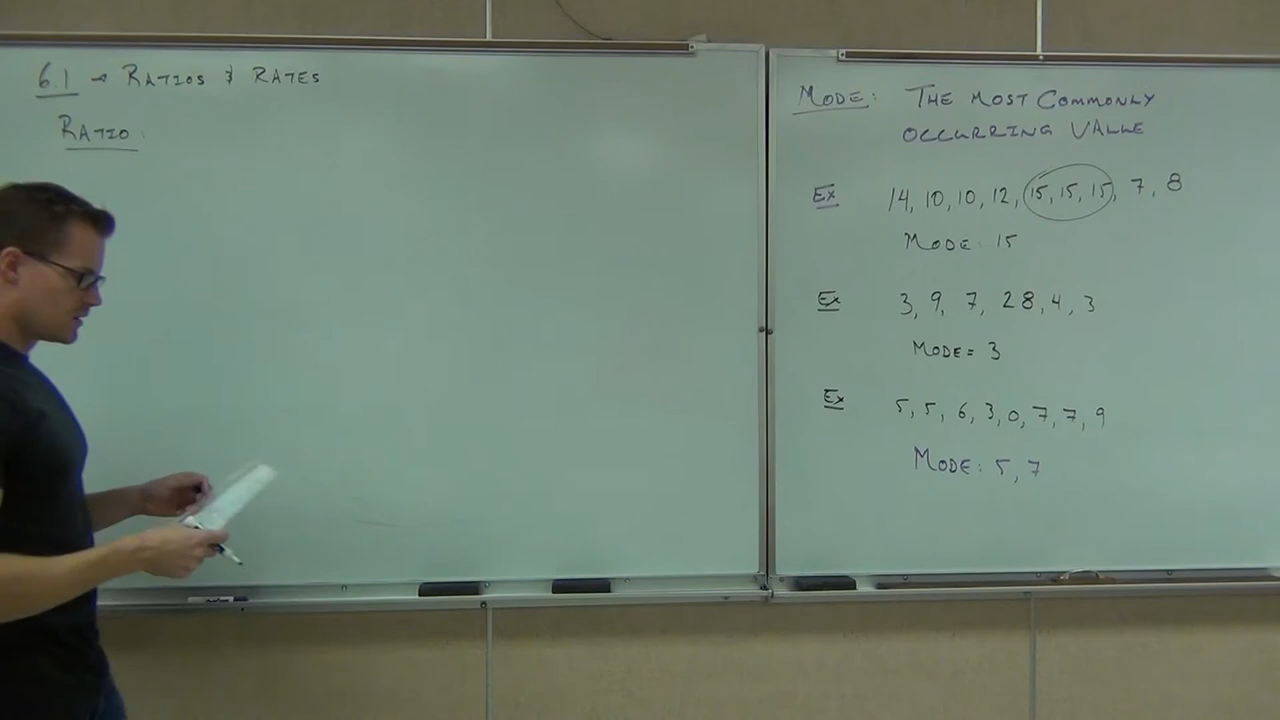 6.1 → RATIOS & RATES
RATIO:
MODE: THE MOST COMMONLY
OCCURRING VALUE
Ex 14, 10, 10, 12, 15, 15, 15, 7, 8
MODE: 15
Ex 3, 9, 7, 28, 4, 3
MODE= 3
Ex 5, 5, 6, 3, 0, 7, 7, 9
MODE: 5, 7